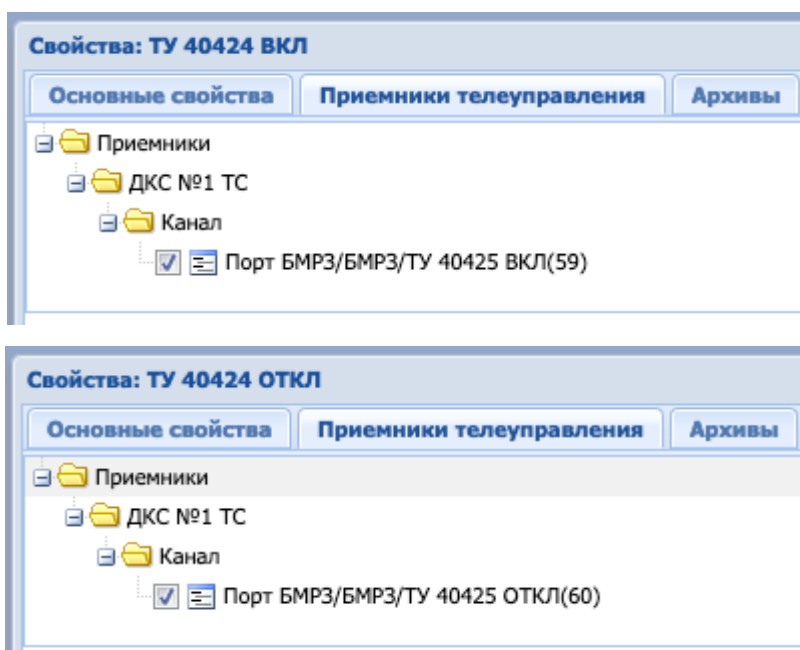 Свойства: ТУ 40424 ВКЛ
Основные свойства Приемники телеуправления Архивы
Приемники
ДКС №1 ТС
Канал
Порт БМРЗ/БМРЗ/ТУ 40425 ВКЛ(59)
Свойства: ТУ 40424 ОТКЛ
Основные свойства Приемники телеуправления Архивы
Приемники
ДКС №1 ТС
Канал
Порт БМРЗ/БМРЗ/ТУ 40425 ОТКЛ(60)